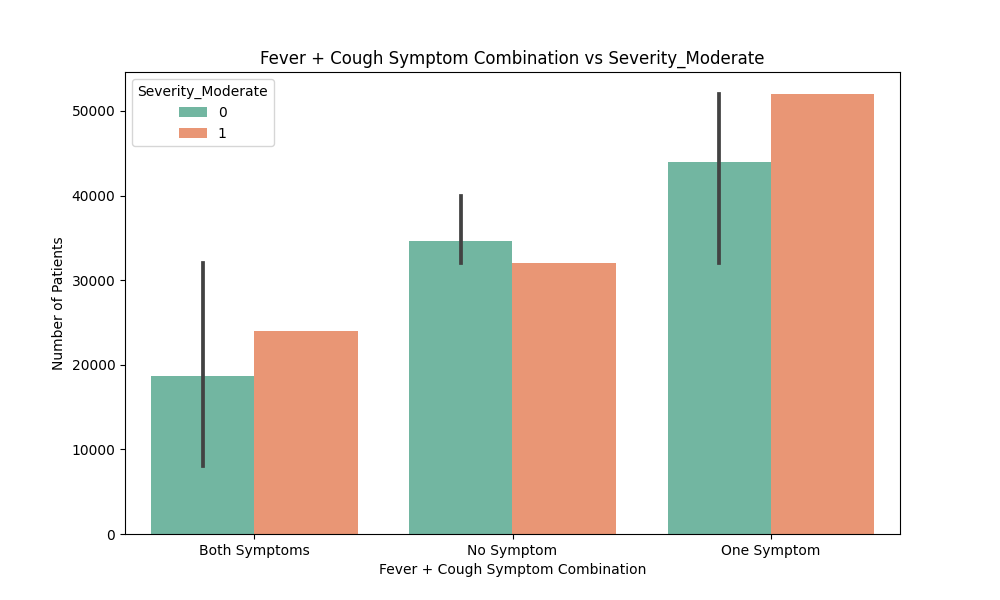 Fever + Cough Symptom Combination vs Severity_Moderate
Severity_Moderate
0
1
50000
40000
30000
20000
10000
0
Number of Patients
Both Symptoms
No Symptom
One Symptom
Fever + Cough Symptom Combination